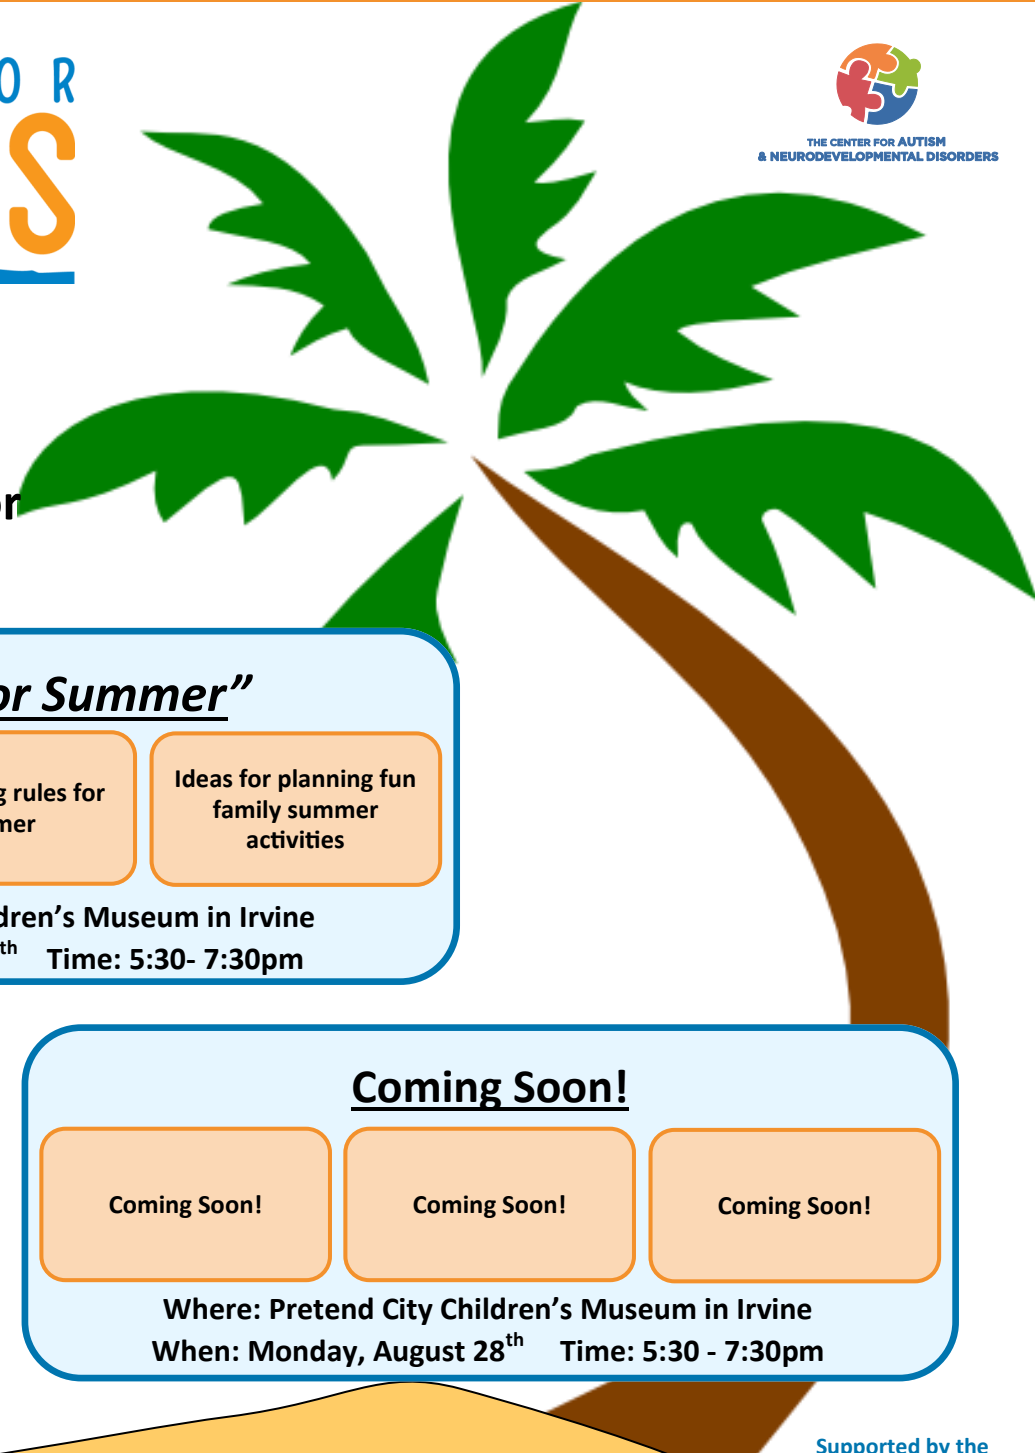 OR
S
THE CENTER FOR AUTISM
& NEURODEVELOPMENTAL DISORDERS
or
or Summer”
g rules for
mer
Ideas for planning fun
family summer
activities
dren’s Museum in Irvine
th Time: 5:30- 7:30pm
Coming Soon!
Coming Soon!
Coming Soon!
Coming Soon!
Where: Pretend City Children’s Museum in Irvine
When: Monday, August 28th Time: 5:30 - 7:30pm
Supported by the